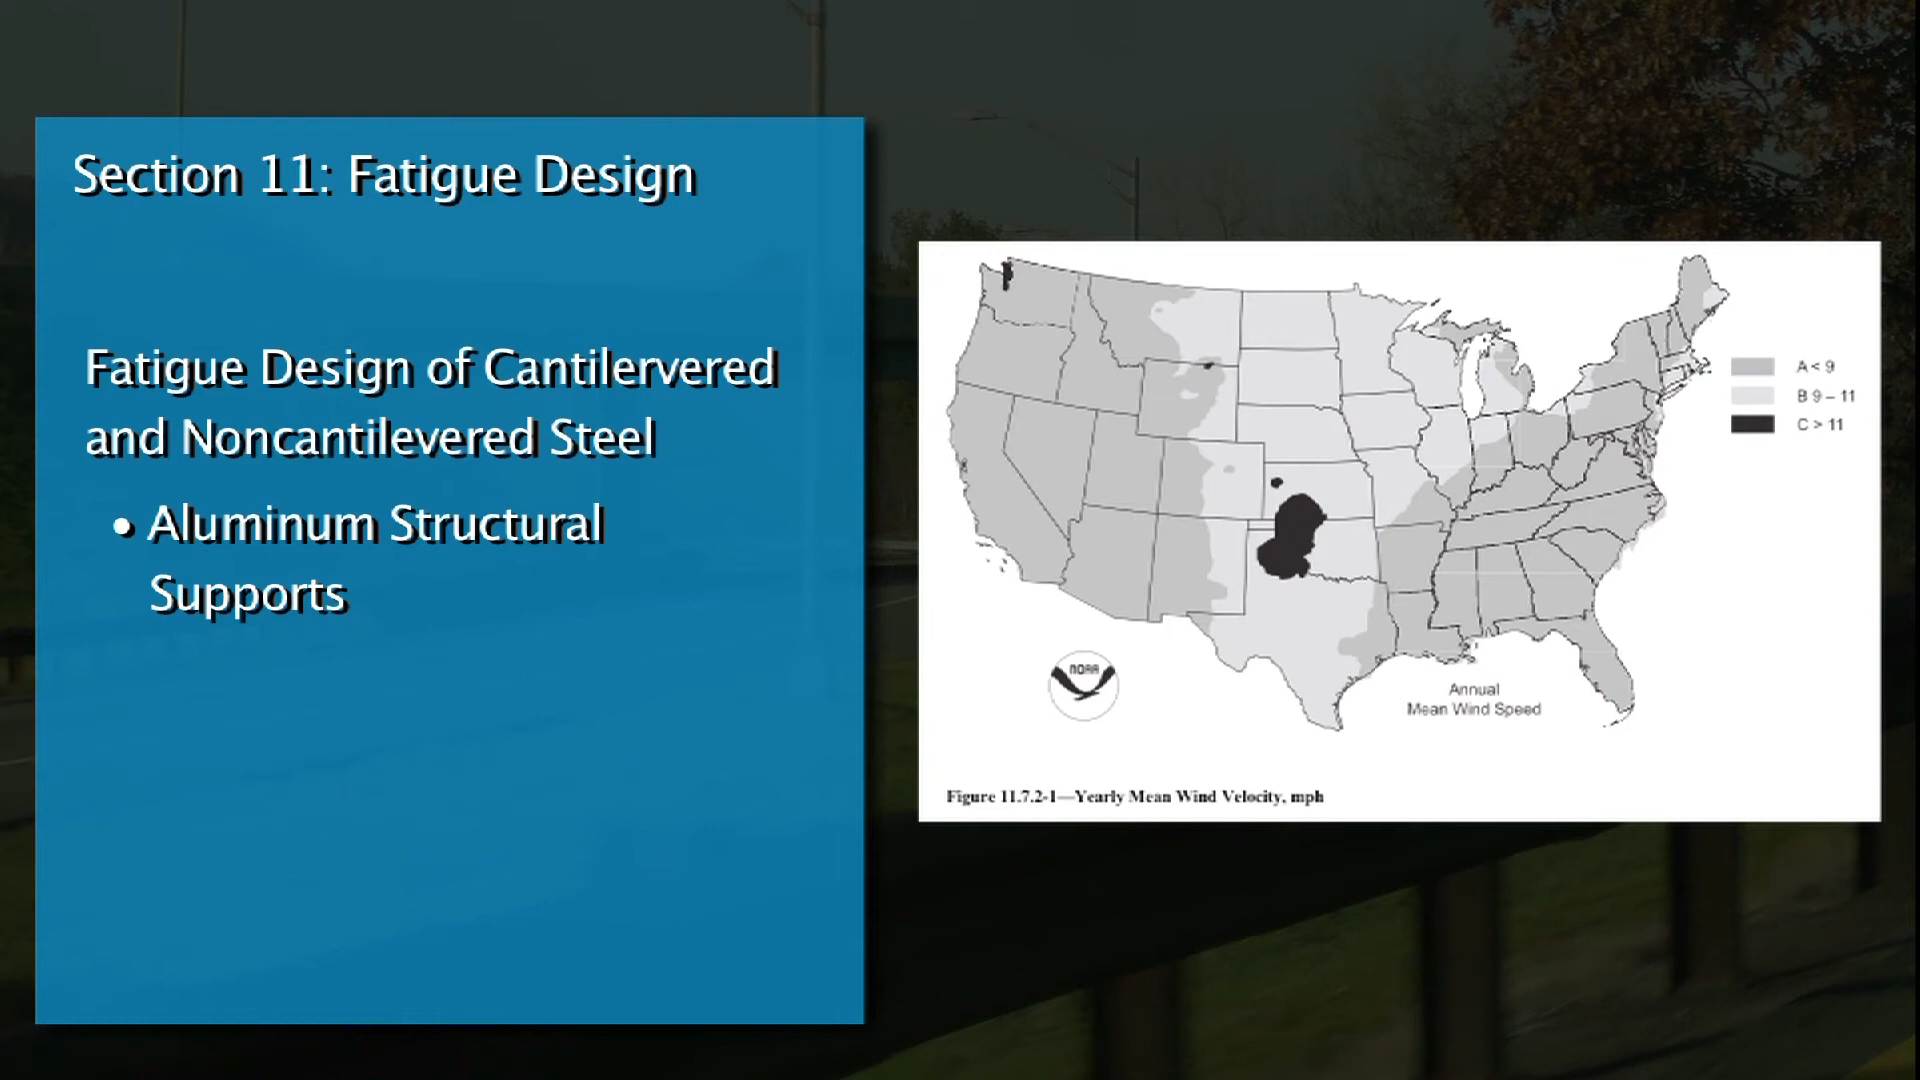 Section 11: Fatigue Design
Fatigue Design of Cantilervered
and Noncantilevered Steel
• Aluminum Structural
Supports
A < 9
B 9 – 11
C > 11
NOAA
Annual
Mean Wind Speed
Figure 11.7.2-1—Yearly Mean Wind Velocity, mph